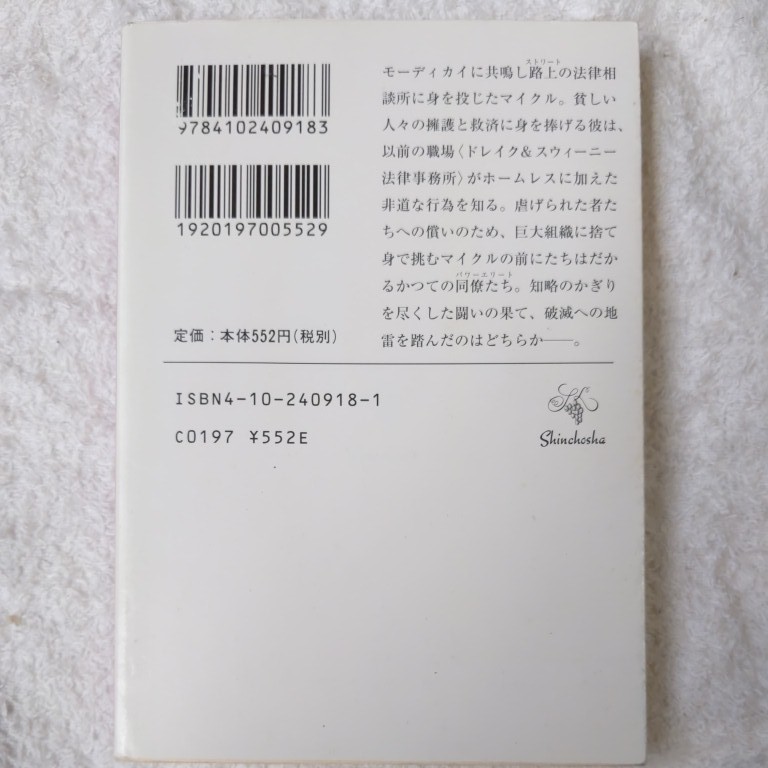 9784102409183
1920197005529
定価：本体552円(税別)
モーディカイに共鳴し路上の法律相
ストリート
談所に身を投じたマイクル。貧しい
人々の擁護と救済に身を捧げる彼は、
以前の職場〈ドレイク&スウィーニー
法律事務所〉がホームレスに加えた
非道な行為を知る。虐げられた者た
ちへの償いのため、巨大組織に捨て
身で挑むマイクルの前にたちはだか
パワーエリート
るかつての同僚たち。知略のかぎり
を尽くした闘いの果て、破滅への地
雷を踏んだのはどちらか――。
ISBN4-10-240918-1
C0197 ¥552E
Shinchosha